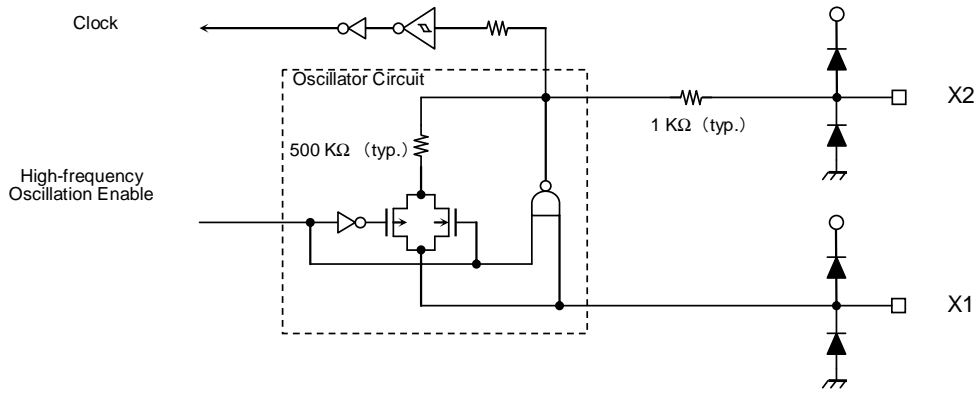 Clock
Oscillator Circuit
X2
1 KΩ (typ.)
500 KΩ (typ.)
High-frequency
Oscillation Enable
X1